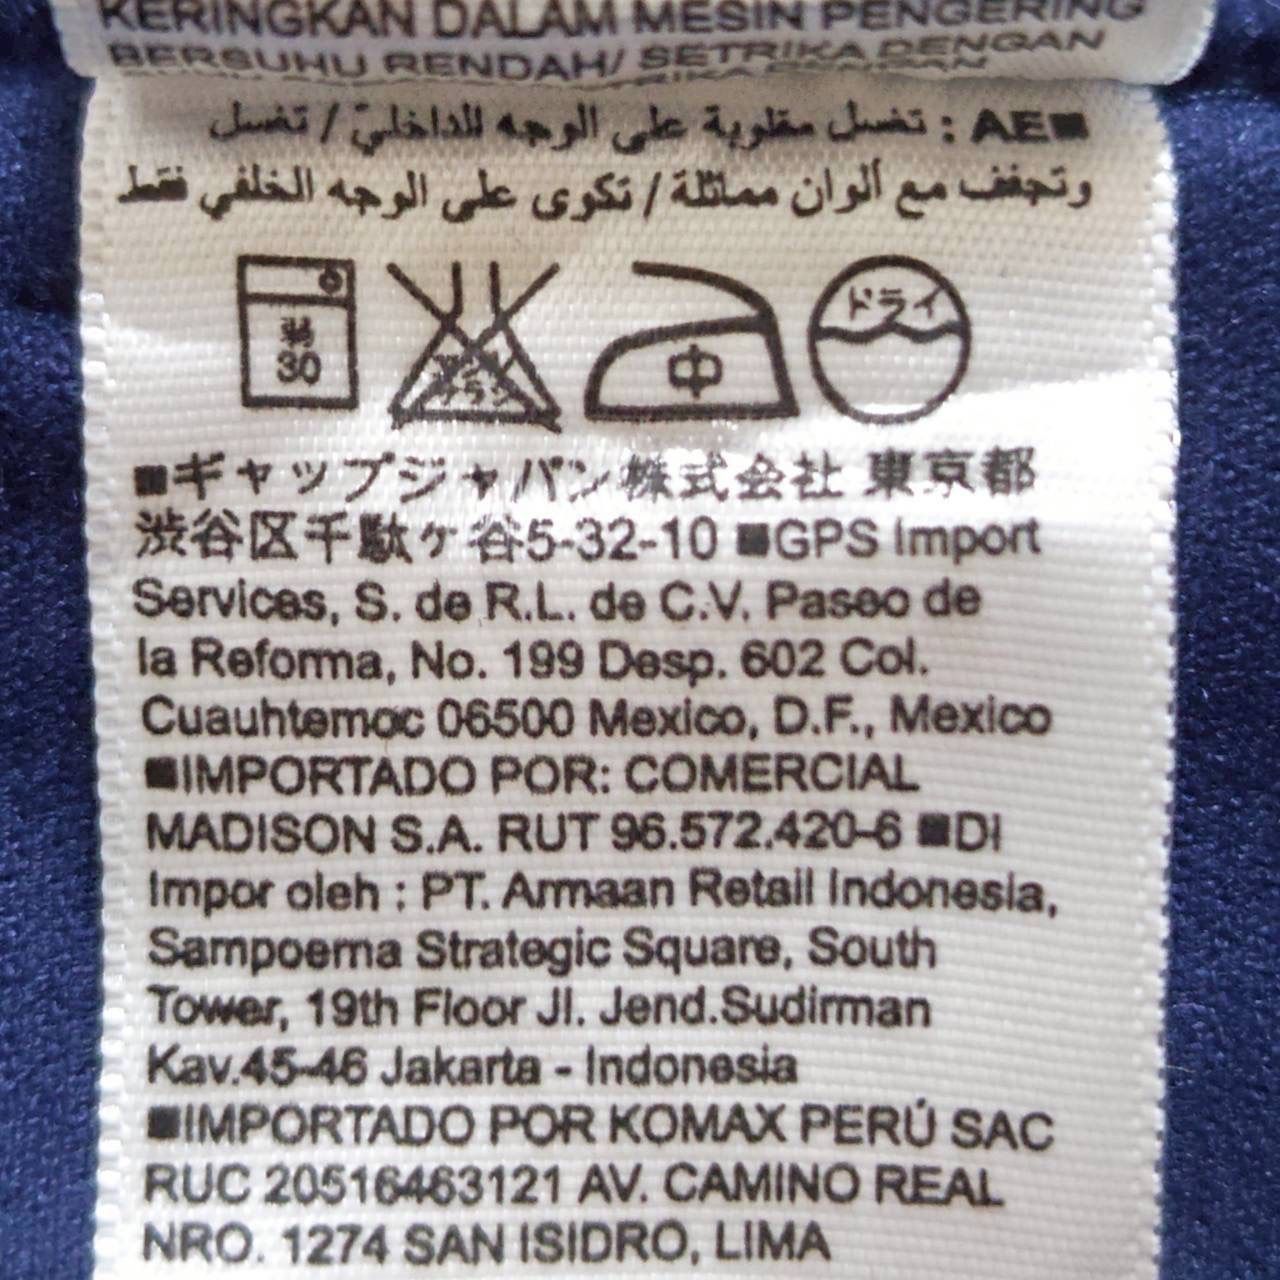 KERINGKAN DALAM MESIN PENGERING
BERSUHU RENDAH/ SETRIKA DENGAN
■AE : تغسل مقلوبة على الوجه للداخلي / تغسل
وتجفف مع ألوان مماثلة / تكوى على الوجه الخلفي فقط
ドライ
弱
30
中
■ギャップジャパン株式会社 東京都
渋谷区千駄ヶ谷5-32-10 ■GPS Import
Services, S. de R.L. de C.V. Paseo de
la Reforma, No. 199 Desp. 602 Col.
Cuauhtemoc 06500 Mexico, D.F., Mexico
■IMPORTADO POR: COMERCIAL
MADISON S.A. RUT 96.572.420-6 ■DI
Impor oleh : PT. Armaan Retail Indonesia,
Sampoerna Strategic Square, South
Tower, 19th Floor Jl. Jend.Sudirman
Kav.45-46 Jakarta - Indonesia
■IMPORTADO POR KOMAX PERÚ SAC
RUC 20516463121 AV. CAMINO REAL
NRO. 1274 SAN ISIDRO, LIMA